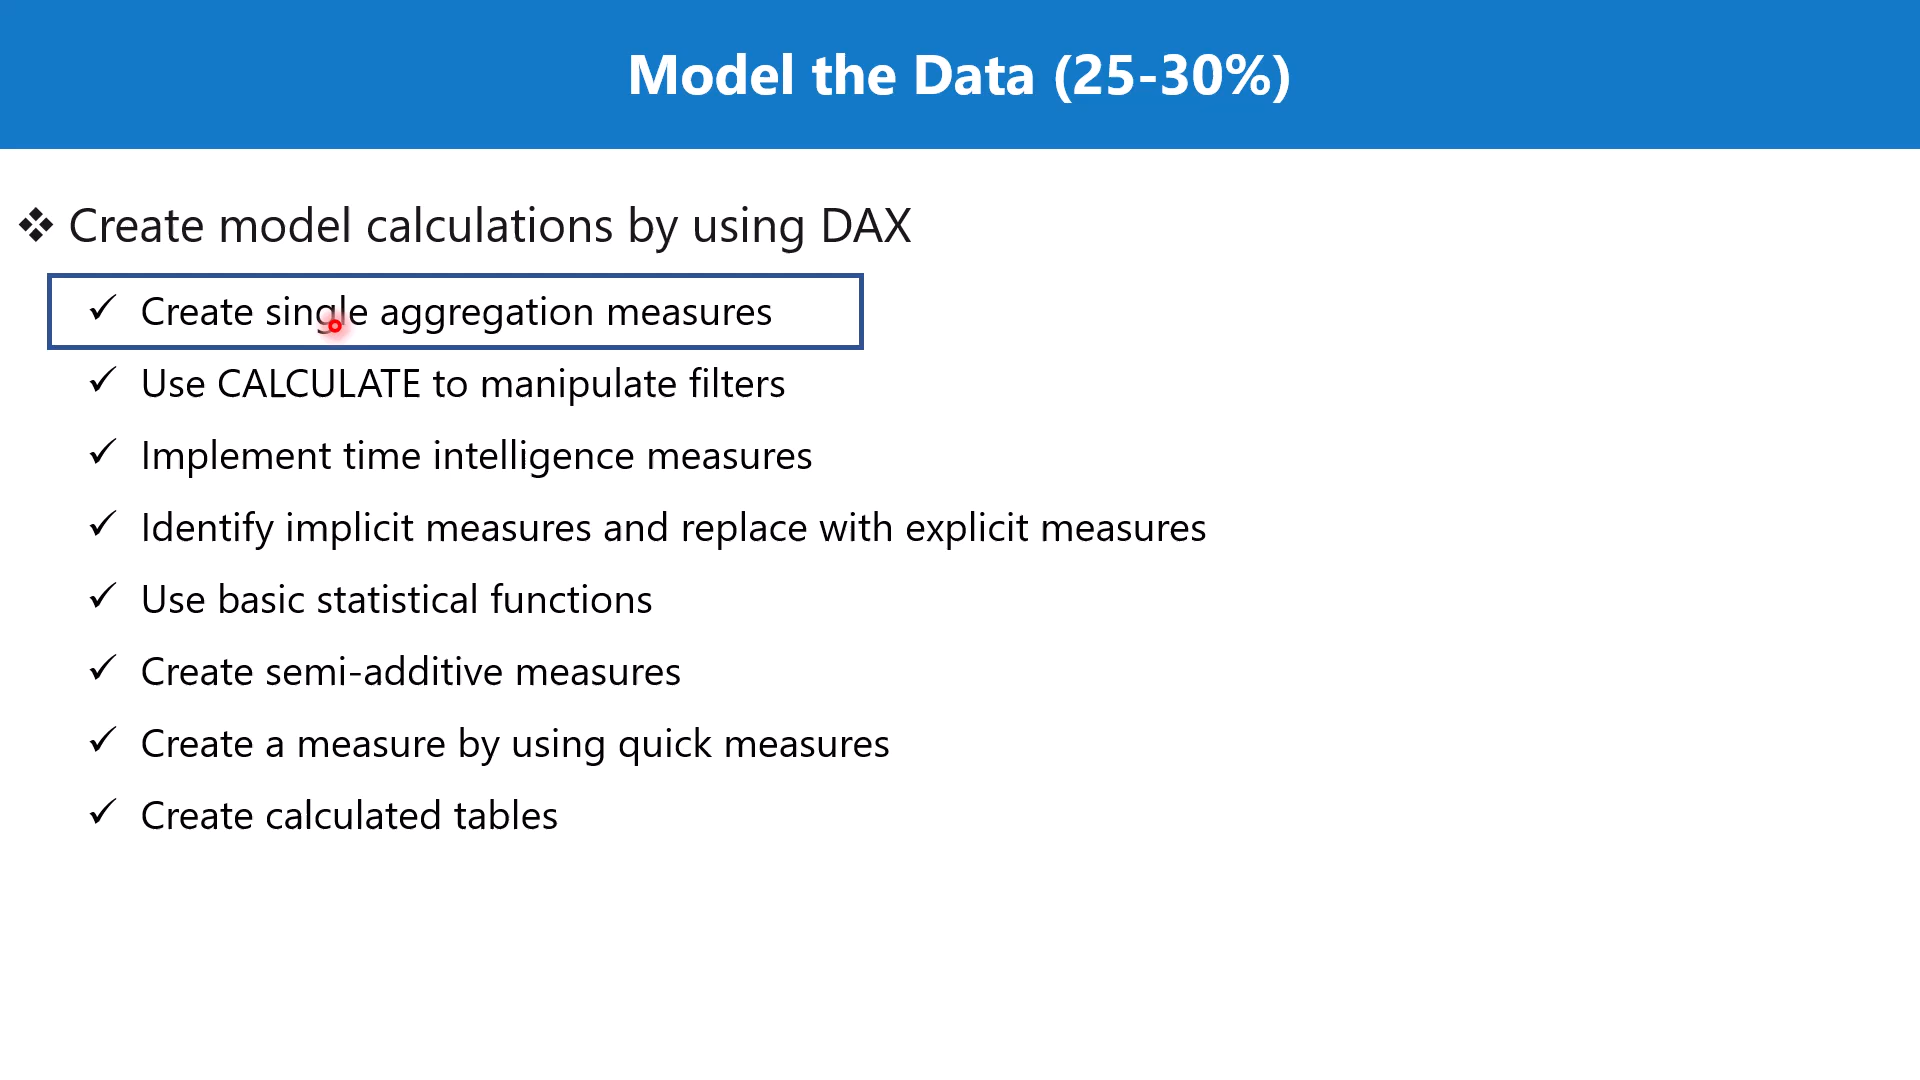 Model the Data (25-30%)
Create model calculations by using DAX
Create single aggregation measures
Use CALCULATE to manipulate filters
Implement time intelligence measures
Identify implicit measures and replace with explicit measures
Use basic statistical functions
Create semi-additive measures
Create a measure by using quick measures
Create calculated tables